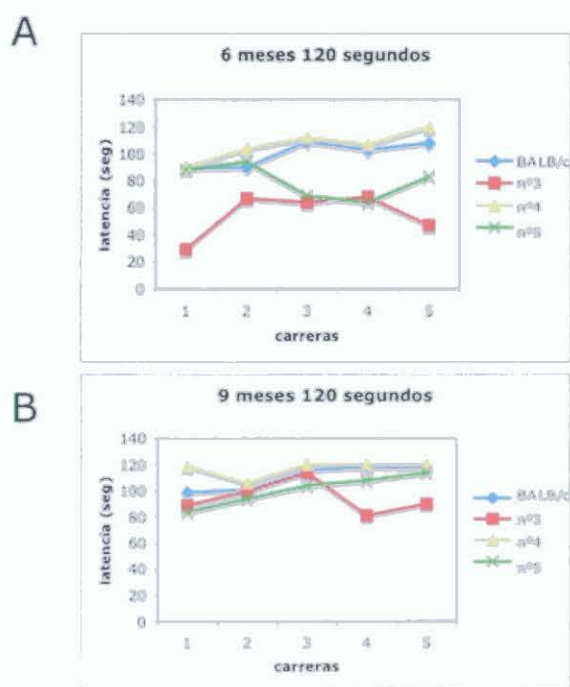 A
6 meses 120 segundos
latencia (seg)
140
120
100
80
60
40
20
0
1 2 3 4 5
carreras
BALB/c
nº3
nº4
nº5
B
9 meses 120 segundos
latencia (seg)
140
120
100
80
60
40
20
0
1 2 3 4 5
carreras
BALB/c
nº3
nº4
nº5